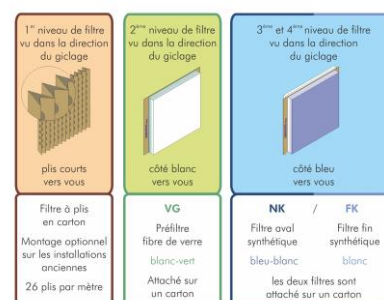 1er niveau de filtre
vu dans la direction
du giclage
plis courts
vers vous
Filtre à plis
en carton
Montage optionnel
sur les installations
anciennes
26 plis par mètre
2ème niveau de filtre
vu dans la direction
du giclage
côté blanc
vers vous
VG
Préfiltre
fibre de verre
blanc-vert
Attaché sur
un carton
3ème et 4ème niveau de filtre
vu dans la direction
du giclage
côté bleu
vers vous
NK / FK
Filtre aval Filtre fin
synthétique synthétique
bleu-blanc blanc
les deux filtres sont
attaché sur un carton